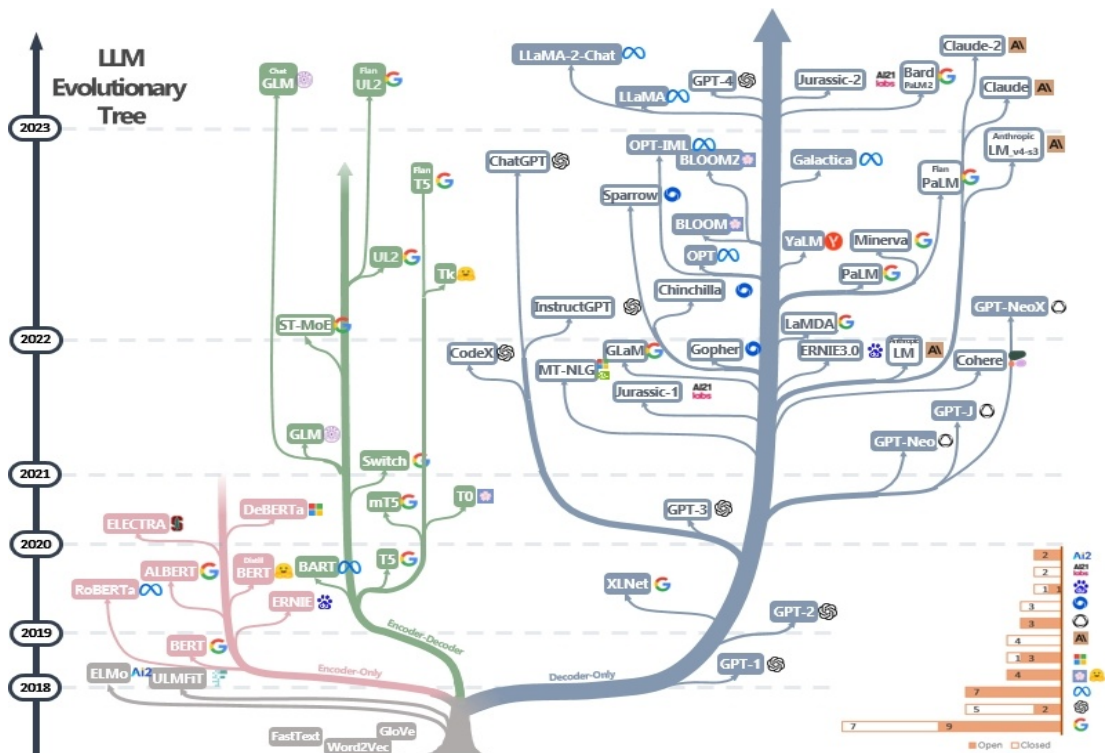 LLM
Evolutionary
Tree
2023
2022
2021
2020
2019
2018
Chat
GLM
Flan
UL2
LLaMA-2-Chat
LLaMA
GPT-4
Jurassic-2
AI21
labs
Bard
PaLM 2
Claude-2
A\
Claude
A\
ChatGPT
Flan
T5
OPT-IML
BLOOMZ
Galactica
Anthropic
LM_v4-s3
A\
Flan
PaLM
Sparrow
BLOOM
YaLM
Minerva
UL2
Tk
OPT
PaLM
Chinchilla
InstructGPT
GPT-NeoX
ST-MoE
LaMDA
CodeX
GLaM
Gopher
ERNIE3.0
Anthropic
LM
A\
Cohere
MT-NLG
Jurassic-1
AI21
labs
GPT-J
GLM
GPT-Neo
Switch
mT5
T0
GPT-3
DeBERTa
ELECTRA
ALBERT
Distil
BERT
BART
T5
RoBERTa
ERNIE
XLNet
GPT-2
BERT
Encoder-Decoder
ELMo
Ai2
ULMFiT
Encoder-Only
Decoder-Only
GPT-1
FastText
GloVe
Word2Vec
2 Ai2
2 AI21 labs
1 1
3
3
4 A\
1 3
4
7
5 2
7 9
Open Closed